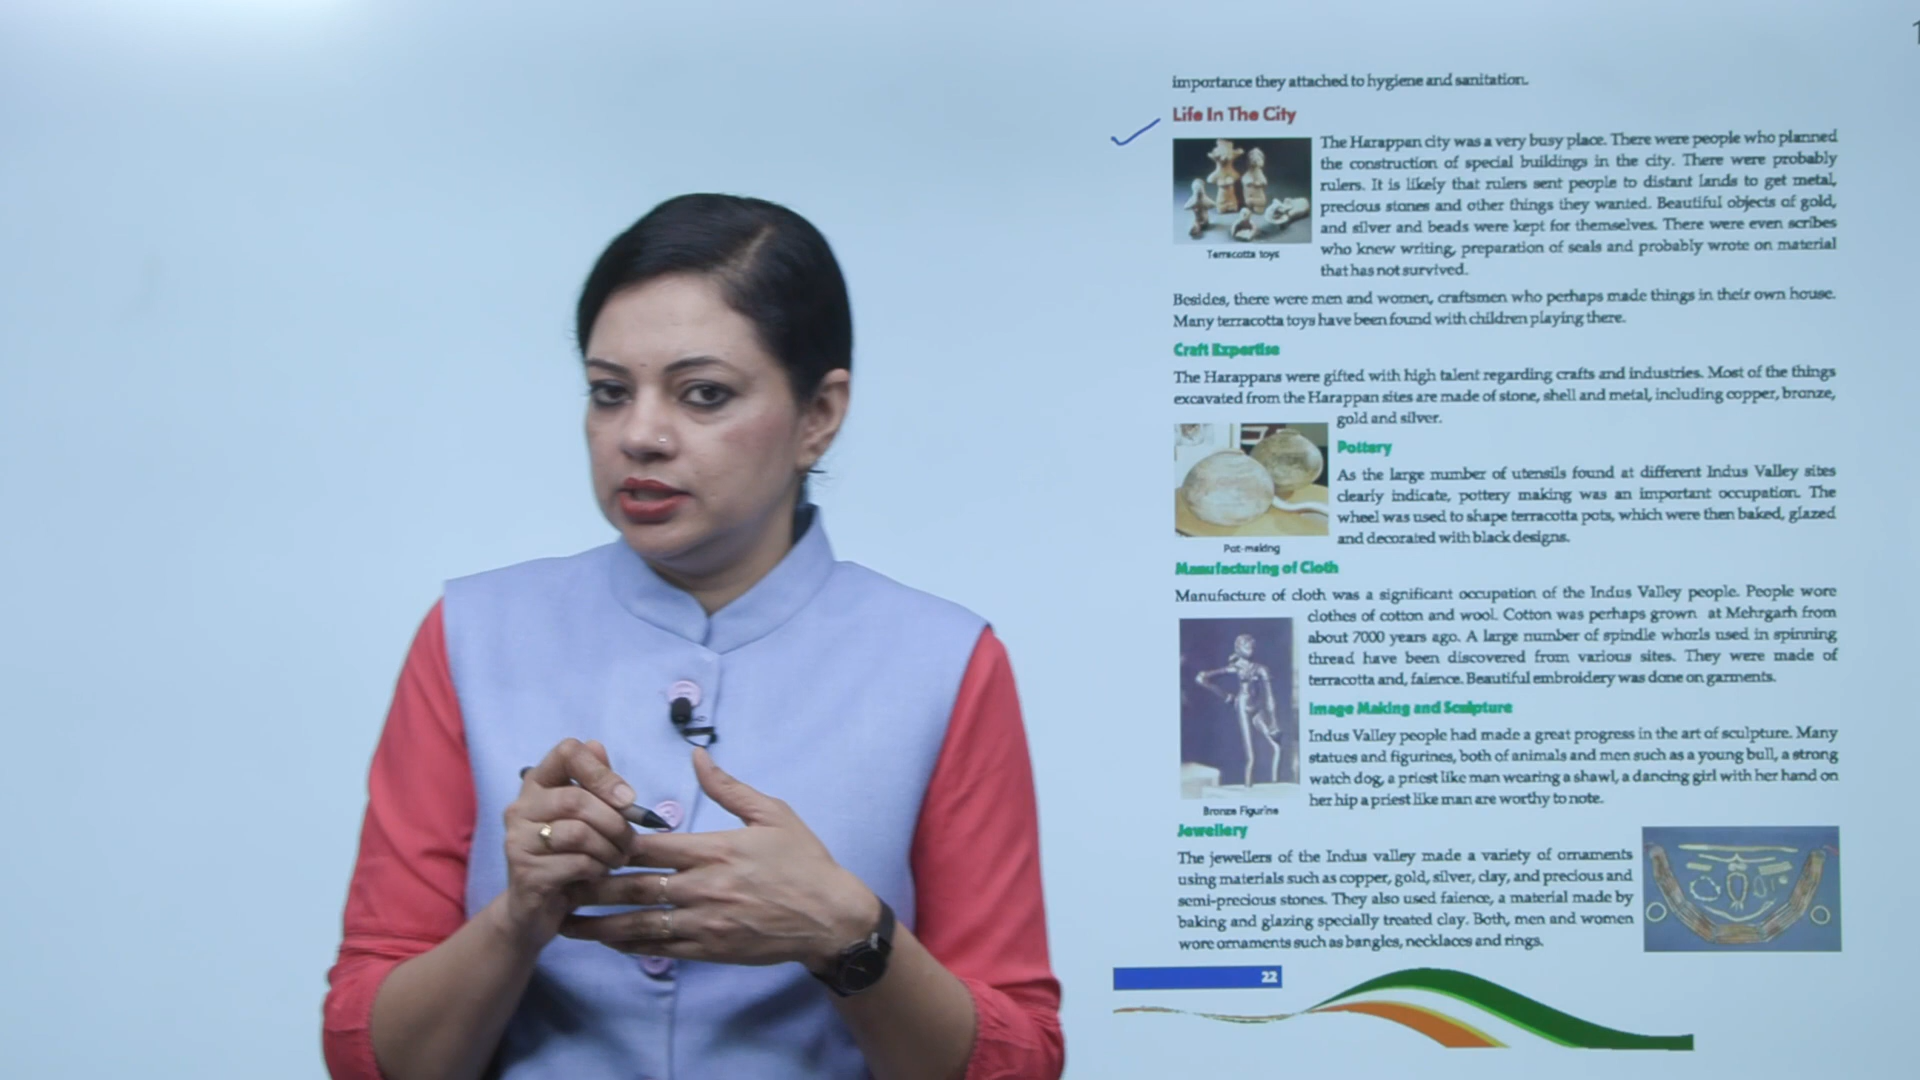 importance they attached to hygiene and sanitation.
Life In The City
The Harappan city was a very busy place. There were people who planned
the construction of special buildings in the city. There were probably
rulers. It is likely that rulers sent people to distant lands to get metal,
precious stones and other things they wanted. Beautiful objects of gold,
and silver and beads were kept for themselves. There were even scribes
who knew writing, preparation of seals and probably wrote on material
that has not survived.
Terracotta toys
Besides, there were men and women, craftsmen who perhaps made things in their own house.
Many terracotta toys have been found with children playing there.
Craft Expertise
The Harappans were gifted with high talent regarding crafts and industries. Most of the things
excavated from the Harappan sites are made of stone, shell and metal, including copper, bronze,
gold and silver.
Pottery
As the large number of utensils found at different Indus Valley sites
clearly indicate, pottery making was an important occupation. The
wheel was used to shape terracotta pots, which were then baked, glazed
and decorated with black designs.
Pot-making
Manufacturing of Cloth
Manufacture of cloth was a significant occupation of the Indus Valley people. People wore
clothes of cotton and wool. Cotton was perhaps grown at Mehrgarh from
about 7000 years ago. A large number of spindle whorls used in spinning
thread have been discovered from various sites. They were made of
terracotta and, faience. Beautiful embroidery was done on garments.
Image Making and Sculpture
Indus Valley people had made a great progress in the art of sculpture. Many
statues and figurines, both of animals and men such as a young bull, a strong
watch dog, a priest like man wearing a shawl, a dancing girl with her hand on
her hip a priest like man are worthy to note.
Bronze Figurine
Jewellery
The jewellers of the Indus valley made a variety of ornaments
using materials such as copper, gold, silver, clay, and precious and
semi-precious stones. They also used faience, a material made by
baking and glazing specially treated clay. Both, men and women
wore ornaments such as bangles, necklaces and rings.
22